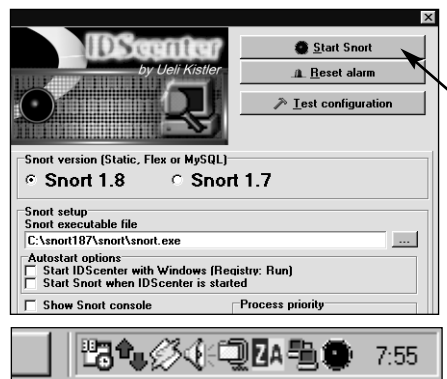 IDScenter
by Ueli Kistler
Start Snort
Reset alarm
Test configuration
Snort version (Static, Flex or MySQL)
Snort 1.8 Snort 1.7
Snort setup
Snort executable file
C:\snort187\snort\snort.exe
...
Autostart options
Start IDScenter with Windows (Registry: Run)
Start Snort when IDScenter is started
Show Snort console
Process priority
ZA
7:55